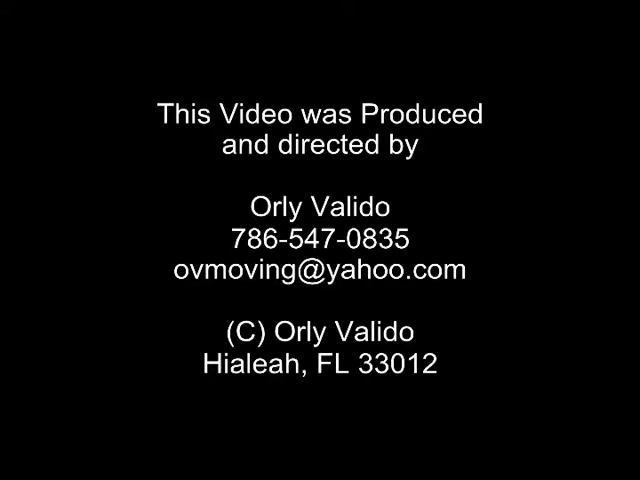 This Video was Produced
and directed by
Orly Valido
786-547-0835
ovmoving@yahoo.com
(C) Orly Valido
Hialeah, FL 33012